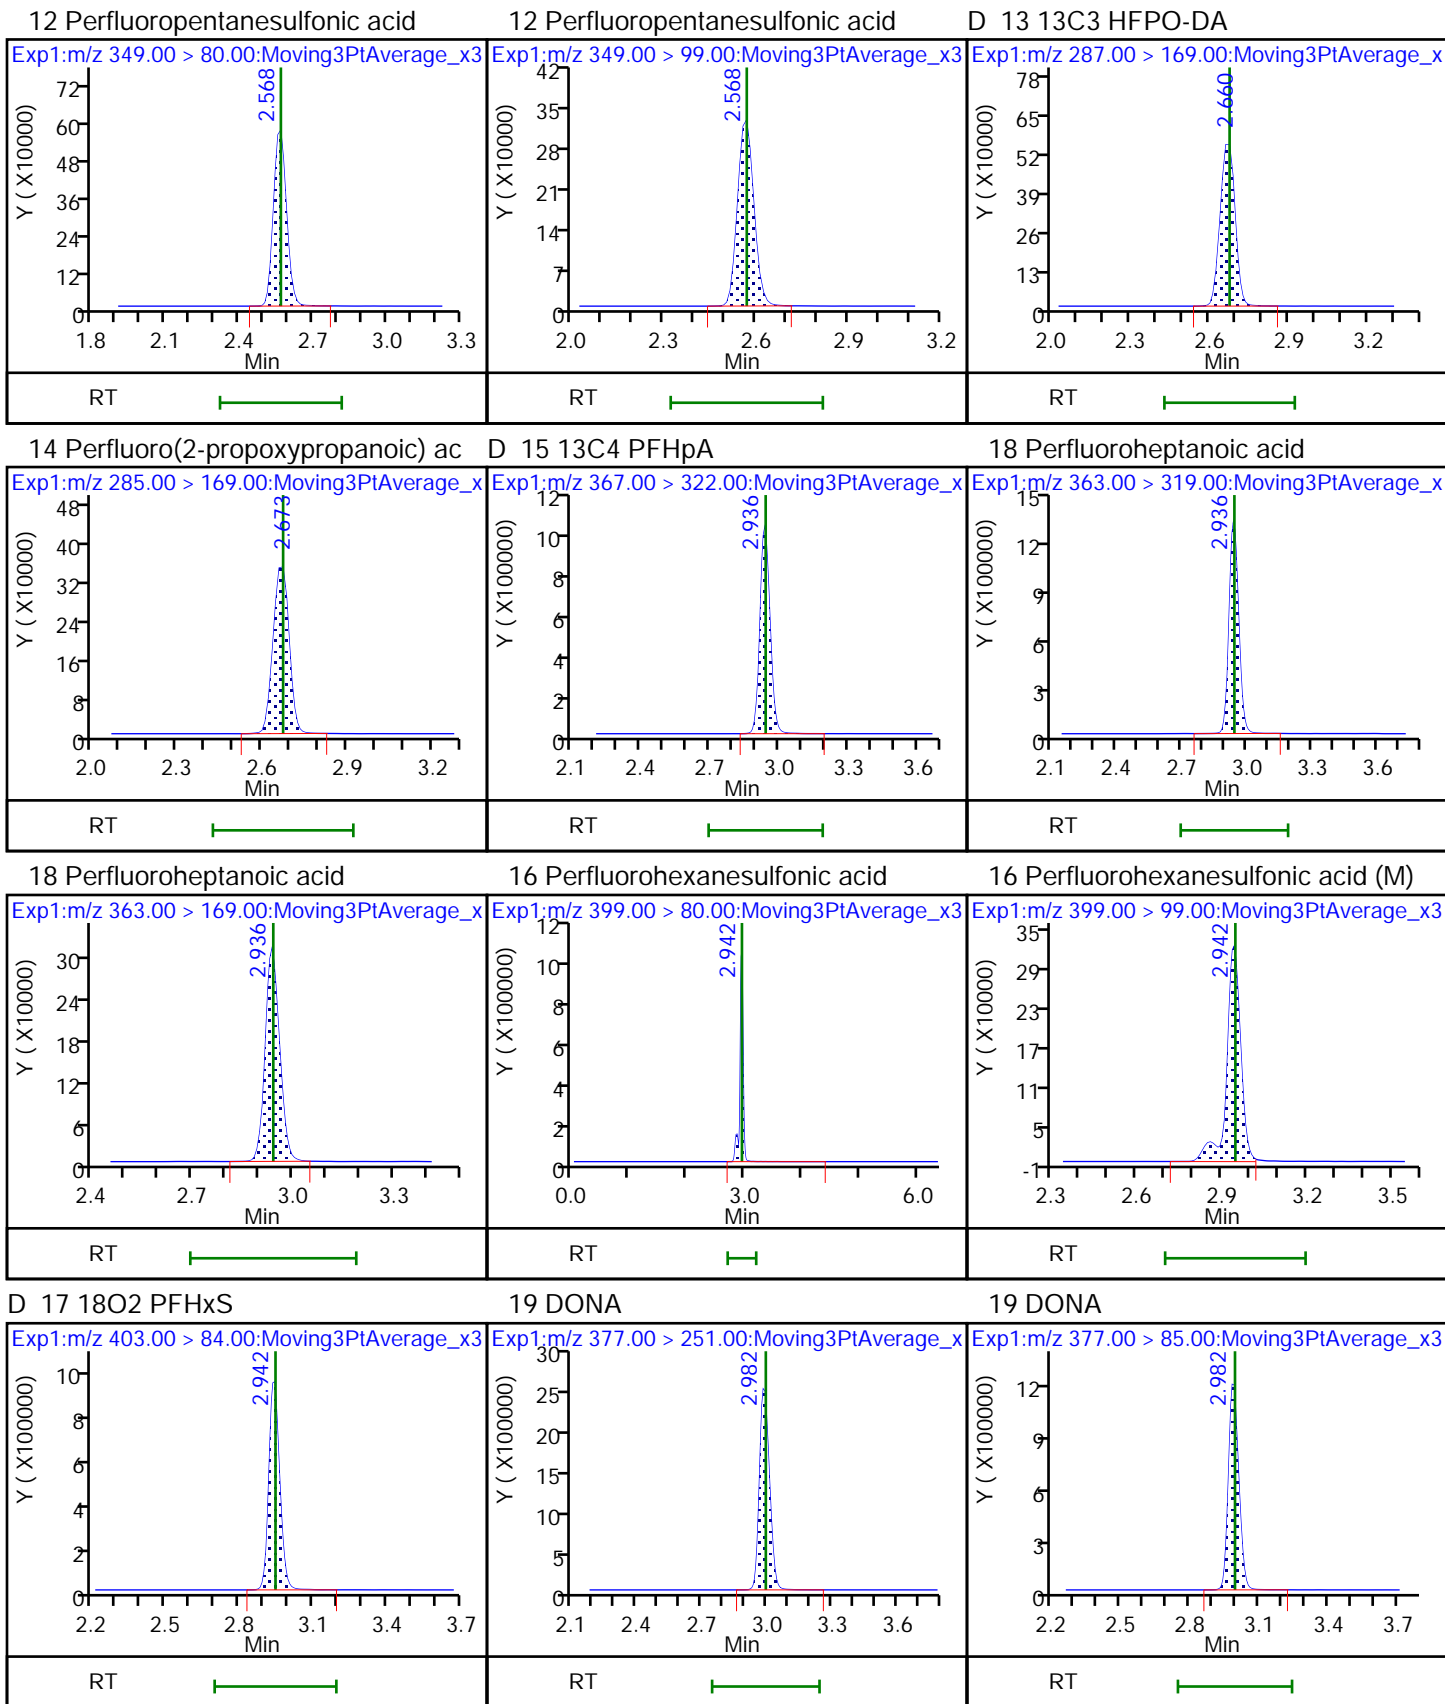 12 Perfluoropentanesulfonic acid
Exp1:m/z 349.00 > 80.00:Moving3PtAverage_x3
Y ( X10000)
72
60
48
36
24
12
0
2.568
1.8 2.1 2.4 2.7 3.0 3.3
Min
RT
12 Perfluoropentanesulfonic acid
Exp1:m/z 349.00 > 99.00:Moving3PtAverage_x3
Y ( X10000)
42
35
28
21
14
7
0
2.568
2.0 2.3 2.6 2.9 3.2
Min
RT
D 13 13C3 HFPO-DA
Exp1:m/z 287.00 > 169.00:Moving3PtAverage_x
Y ( X10000)
78
65
52
39
26
13
0
2.660
2.0 2.3 2.6 2.9 3.2
Min
RT
14 Perfluoro(2-propoxypropanoic) ac
Exp1:m/z 285.00 > 169.00:Moving3PtAverage_x
Y ( X10000)
48
40
32
24
16
8
0
2.673
2.0 2.3 2.6 2.9 3.2
Min
RT
D 15 13C4 PFHpA
Exp1:m/z 367.00 > 322.00:Moving3PtAverage_x
Y ( X100000)
12
10
8
6
4
2
0
2.936
2.1 2.4 2.7 3.0 3.3 3.6
Min
RT
18 Perfluoroheptanoic acid
Exp1:m/z 363.00 > 319.00:Moving3PtAverage_x
Y ( X100000)
15
12
9
6
3
0
2.936
2.1 2.4 2.7 3.0 3.3 3.6
Min
RT
18 Perfluoroheptanoic acid
Exp1:m/z 363.00 > 169.00:Moving3PtAverage_x
Y ( X10000)
30
24
18
12
6
0
2.936
2.4 2.7 3.0 3.3
Min
RT
16 Perfluorohexanesulfonic acid
Exp1:m/z 399.00 > 80.00:Moving3PtAverage_x3
Y ( X100000)
12
10
8
6
4
2
0
2.942
0.0 3.0 6.0
Min
RT
16 Perfluorohexanesulfonic acid (M)
Exp1:m/z 399.00 > 99.00:Moving3PtAverage_x3
Y ( X10000)
35
29
23
17
11
5
-1
2.942
2.3 2.6 2.9 3.2 3.5
Min
RT
D 17 18O2 PFHxS
Exp1:m/z 403.00 > 84.00:Moving3PtAverage_x3
Y ( X100000)
10
8
6
4
2
0
2.942
2.2 2.5 2.8 3.1 3.4 3.7
Min
RT
19 DONA
Exp1:m/z 377.00 > 251.00:Moving3PtAverage_x
Y ( X100000)
30
25
20
15
10
5
0
2.982
2.1 2.4 2.7 3.0 3.3 3.6
Min
RT
19 DONA
Exp1:m/z 377.00 > 85.00:Moving3PtAverage_x3
Y ( X100000)
12
9
6
3
0
2.982
2.2 2.5 2.8 3.1 3.4 3.7
Min
RT